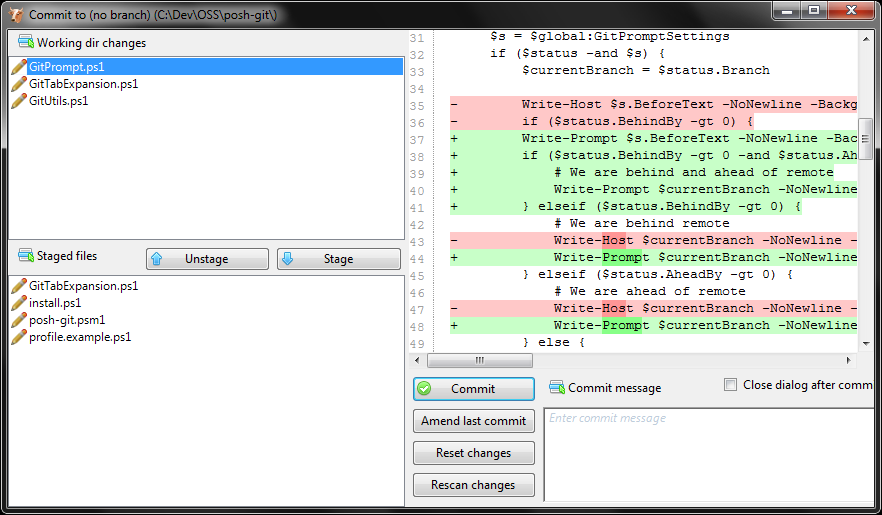 Commit to (no branch) (C:\Dev\OSS\posh-git\)
Working dir changes
GitPrompt.ps1
GitTabExpansion.ps1
GitUtils.ps1
Staged files
Unstage
Stage
GitTabExpansion.ps1
install.ps1
posh-git.psm1
profile.example.ps1
31 $s = $global:GitPromptSettings
32 if ($status -and $s) {
33 $currentBranch = $status.Branch
34
35 - Write-Host $s.BeforeText -NoNewline -Backg
36 - if ($status.BehindBy -gt 0) {
37 + Write-Prompt $s.BeforeText -NoNewline -Bac
38 + if ($status.BehindBy -gt 0 -and $status.Ah
39 + # We are behind and ahead of remote
40 + Write-Prompt $currentBranch -NoNewline
41 + } elseif ($status.BehindBy -gt 0) {
42 # We are behind remote
43 - Write-Host $currentBranch -NoNewline -
44 + Write-Prompt $currentBranch -NoNewline
45 } elseif ($status.AheadBy -gt 0) {
46 # We are ahead of remote
47 - Write-Host $currentBranch -NoNewline -
48 + Write-Prompt $currentBranch -NoNewline
49 } else {
Commit
Commit message
Close dialog after comm
Amend last commit
Enter commit message
Reset changes
Rescan changes